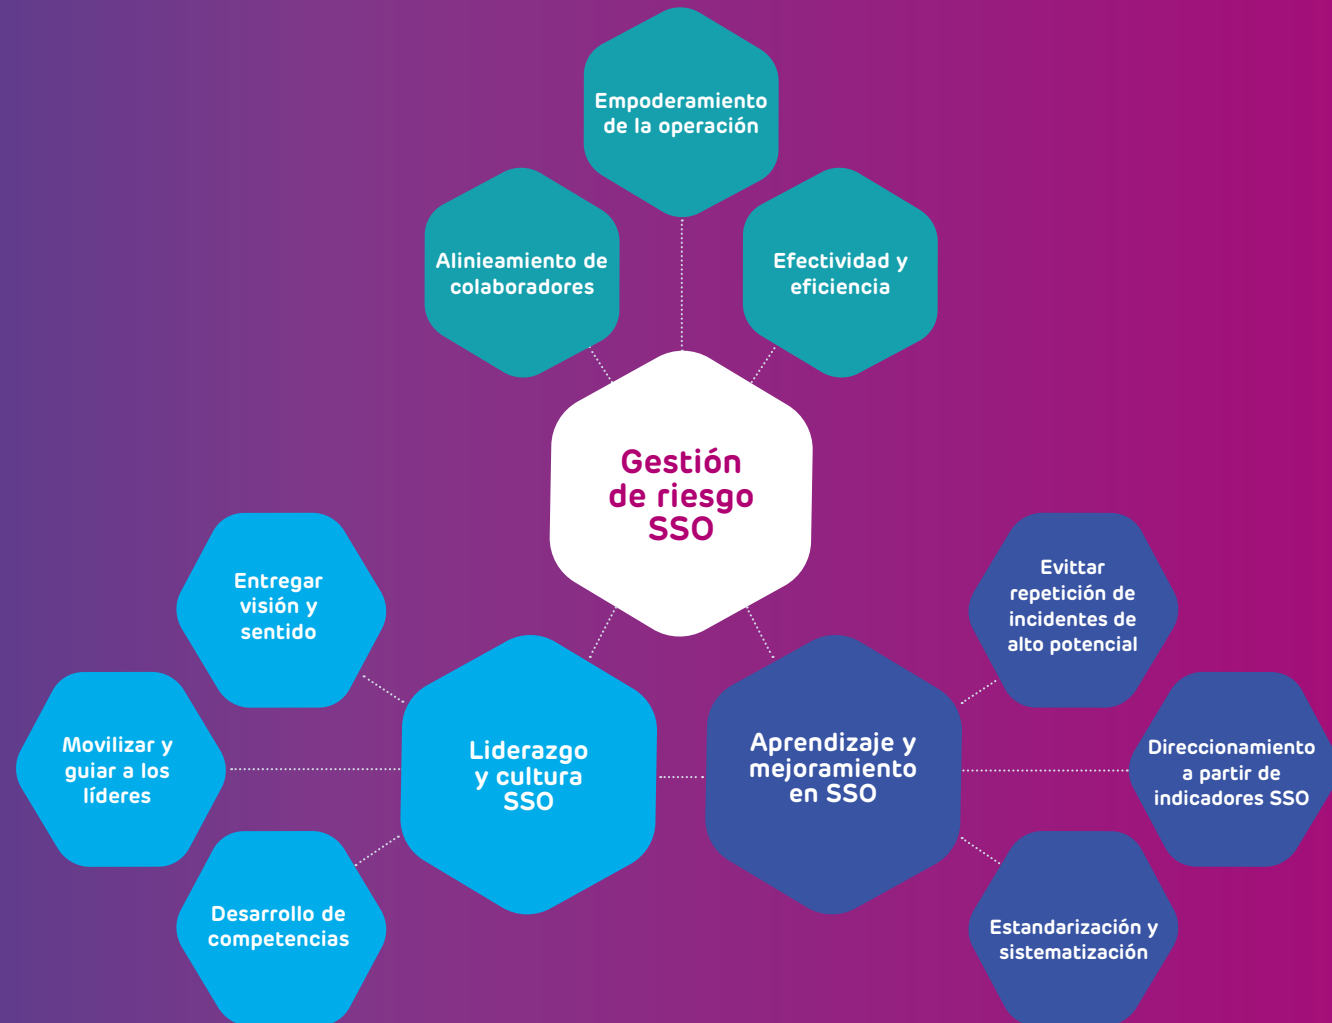 Empoderamiento
de la operación
Alinieamiento de
colaboradores
Efectividad y
eficiencia
Gestión
de riesgo
SSO
Entregar
visión y
sentido
Movilizar y
guiar a los
líderes
Desarrollo de
competencias
Liderazgo
y cultura
SSO
Aprendizaje y
mejoramiento
en SSO
Evittar
repetición de
incidentes de
alto potencial
Direccionamiento
a partir de
indicadores SSO
Estandarización y
sistematización